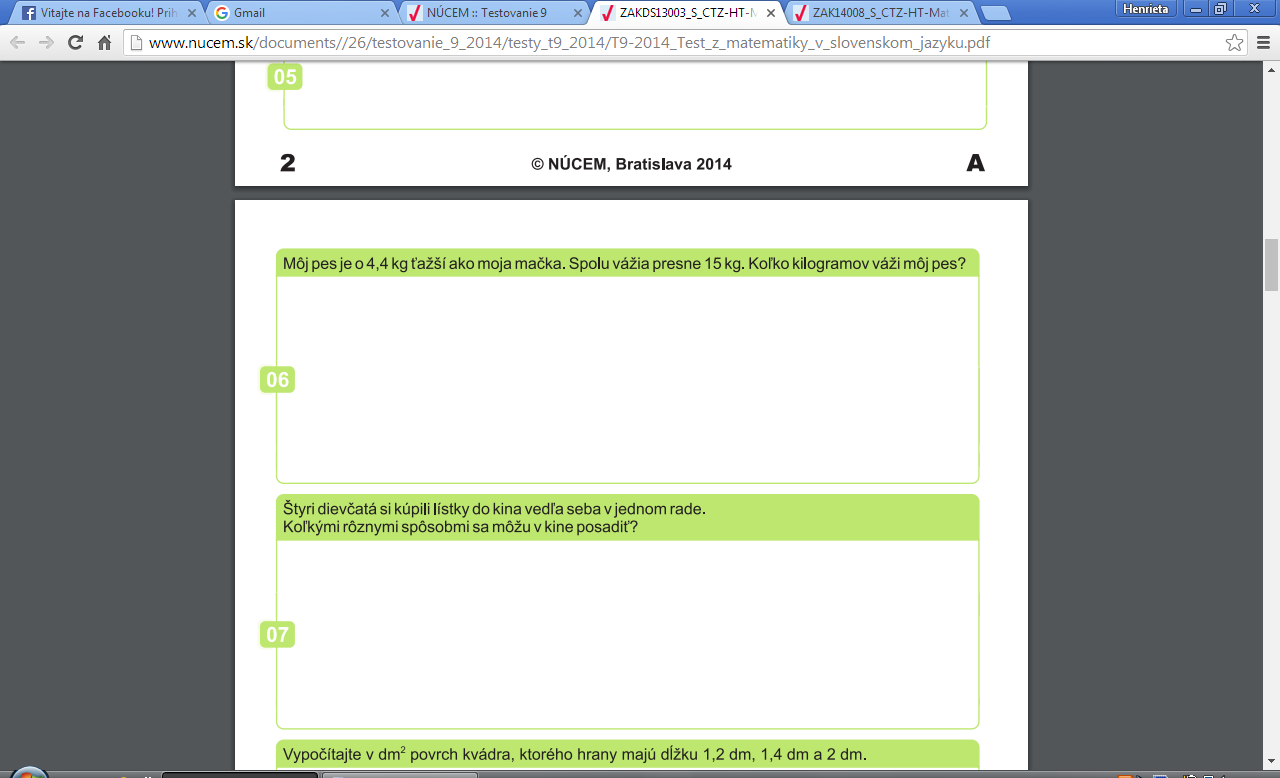 Vitajte na Facebooku! Prih
Gmail
NÚCEM :: Testovanie 9
ZAKDS13003_S_CTZ-HT-M
ZAK14008_S_CTZ-HT-Mat
Henrieta
www.nucem.sk/documents//26/testovanie_9_2014/testy_t9_2014/T9-2014_Test_z_matematiky_v_slovenskom_jazyku.pdf
05
2 © NÚCEM, Bratislava 2014 A
Môj pes je o 4,4 kg ťažší ako moja mačka. Spolu vážia presne 15 kg. Koľko kilogramov váži môj pes?
06
Štyri dievčatá si kúpili lístky do kina vedľa seba v jednom rade.
Koľkými rôznymi spôsobmi sa môžu v kine posadiť?
07
Vypočítajte v dm² povrch kvádra, ktorého hrany majú dĺžku 1,2 dm, 1,4 dm a 2 dm.